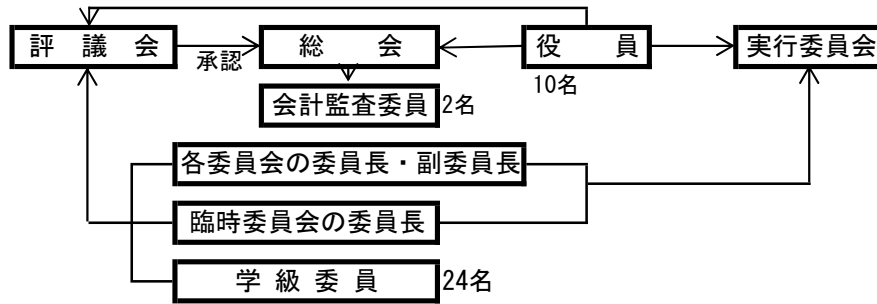 評議会
承認
総会
役員
10名
実行委員会
会計監査委員
2名
各委員会の委員長・副委員長
臨時委員会の委員長
学級委員
24名